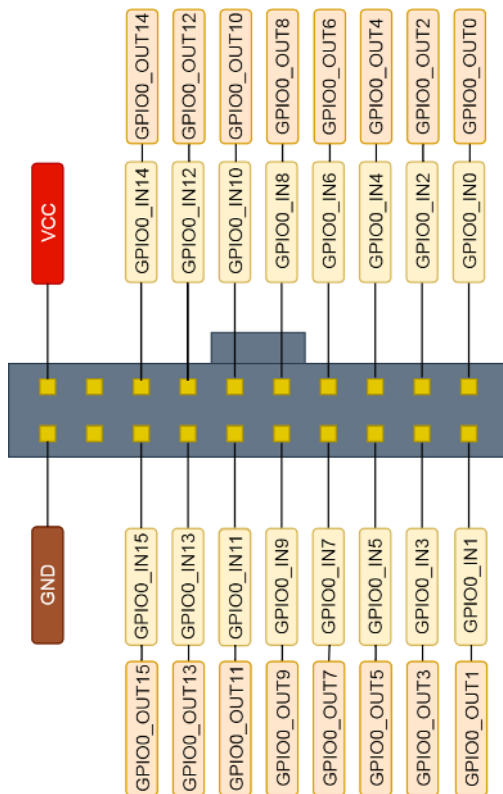 GPIO0_OUT14
GPIO0_OUT12
GPIO0_OUT10
GPIO0_OUT8
GPIO0_OUT6
GPIO0_OUT4
GPIO0_OUT2
GPIO0_OUT0
VCC
GPIO0_IN14
GPIO0_IN12
GPIO0_IN10
GPIO0_IN8
GPIO0_IN6
GPIO0_IN4
GPIO0_IN2
GPIO0_IN0
GND
GPIO0_IN15
GPIO0_IN13
GPIO0_IN11
GPIO0_IN9
GPIO0_IN7
GPIO0_IN5
GPIO0_IN3
GPIO0_IN1
GPIO0_OUT15
GPIO0_OUT13
GPIO0_OUT11
GPIO0_OUT9
GPIO0_OUT7
GPIO0_OUT5
GPIO0_OUT3
GPIO0_OUT1